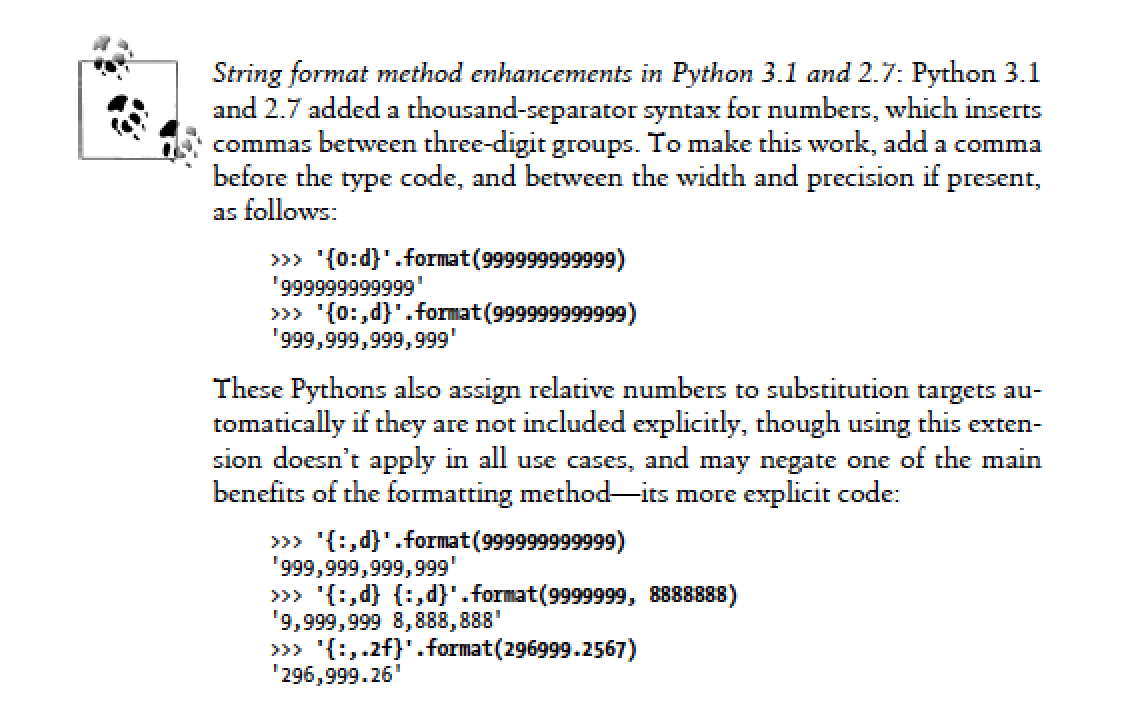 String format method enhancements in Python 3.1 and 2.7: Python 3.1
and 2.7 added a thousand-separator syntax for numbers, which inserts
commas between three-digit groups. To make this work, add a comma
before the type code, and between the width and precision if present,
as follows:
>>> '{0:d}'.format(999999999999)
'999999999999'
>>> '{0:,d}'.format(999999999999)
'999,999,999,999'
These Pythons also assign relative numbers to substitution targets au-
tomatically if they are not included explicitly, though using this exten-
sion doesn't apply in all use cases, and may negate one of the main
benefits of the formatting method—its more explicit code:
>>> '{:,d}'.format(999999999999)
'999,999,999,999'
>>> '{:,d} {:,d}'.format(9999999, 8888888)
'9,999,999 8,888,888'
>>> '{:,.2f}'.format(296999.2567)
'296,999.26'